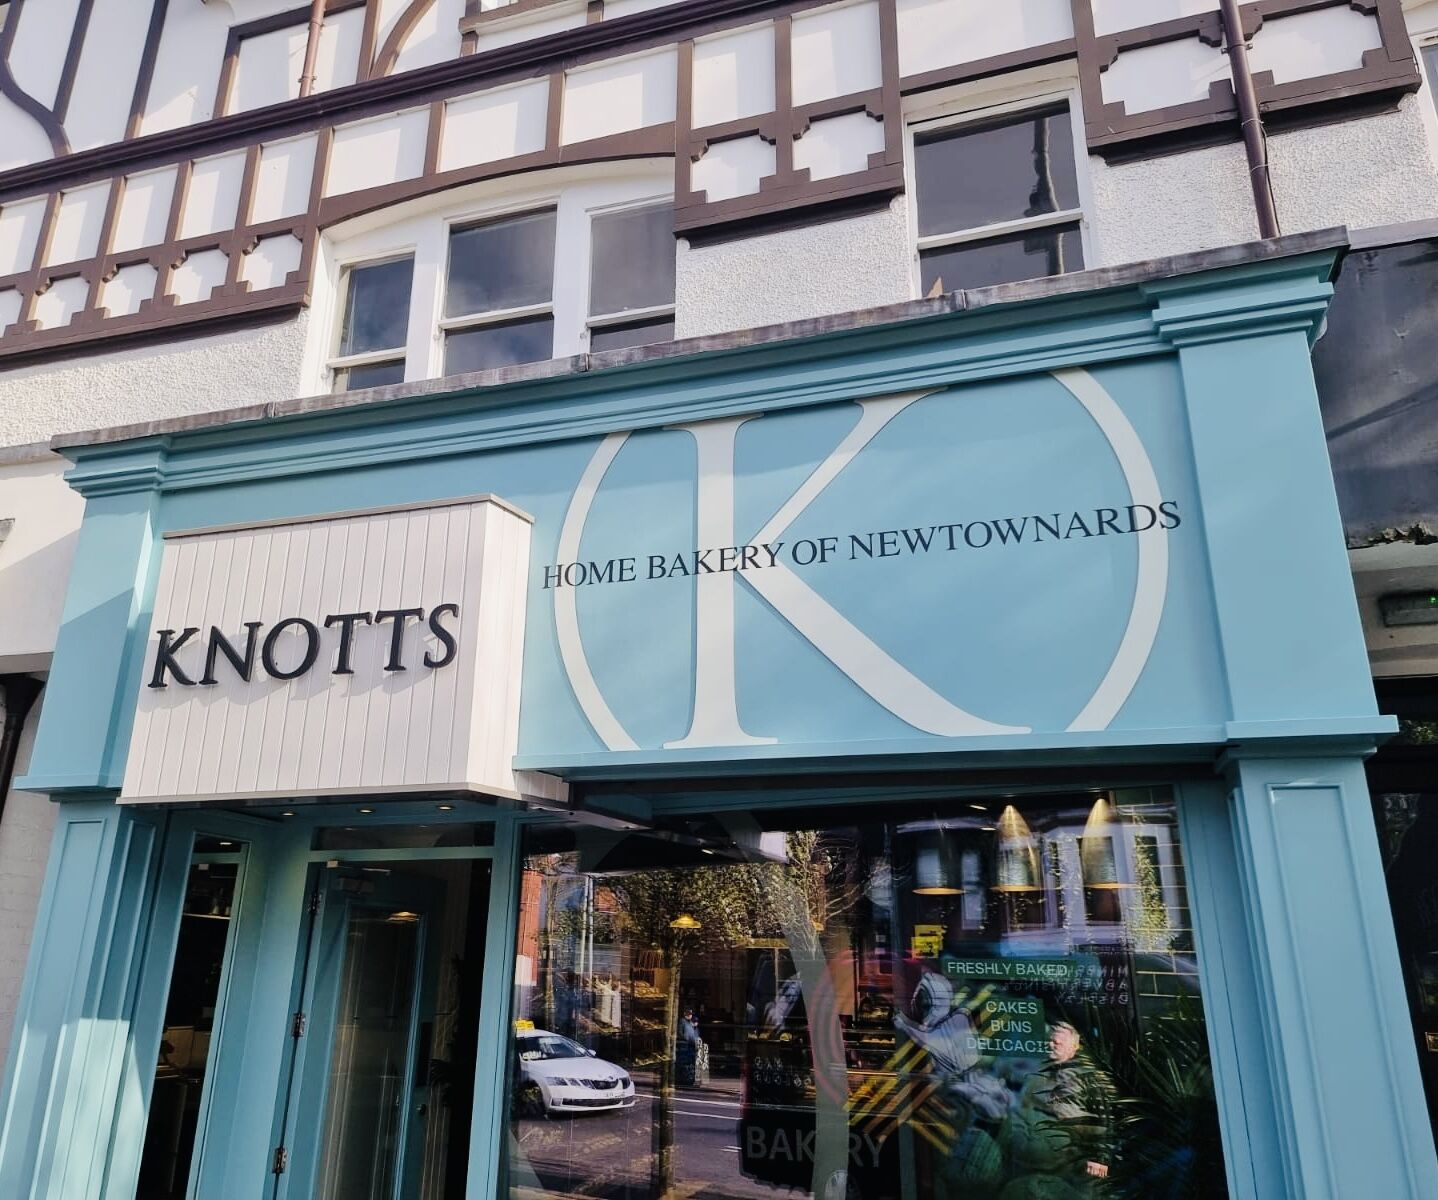 KNOTTS
K
HOME BAKERY OF NEWTOWNARDS
FRESHLY BAKED
CAKES
BUNS
BAKERY